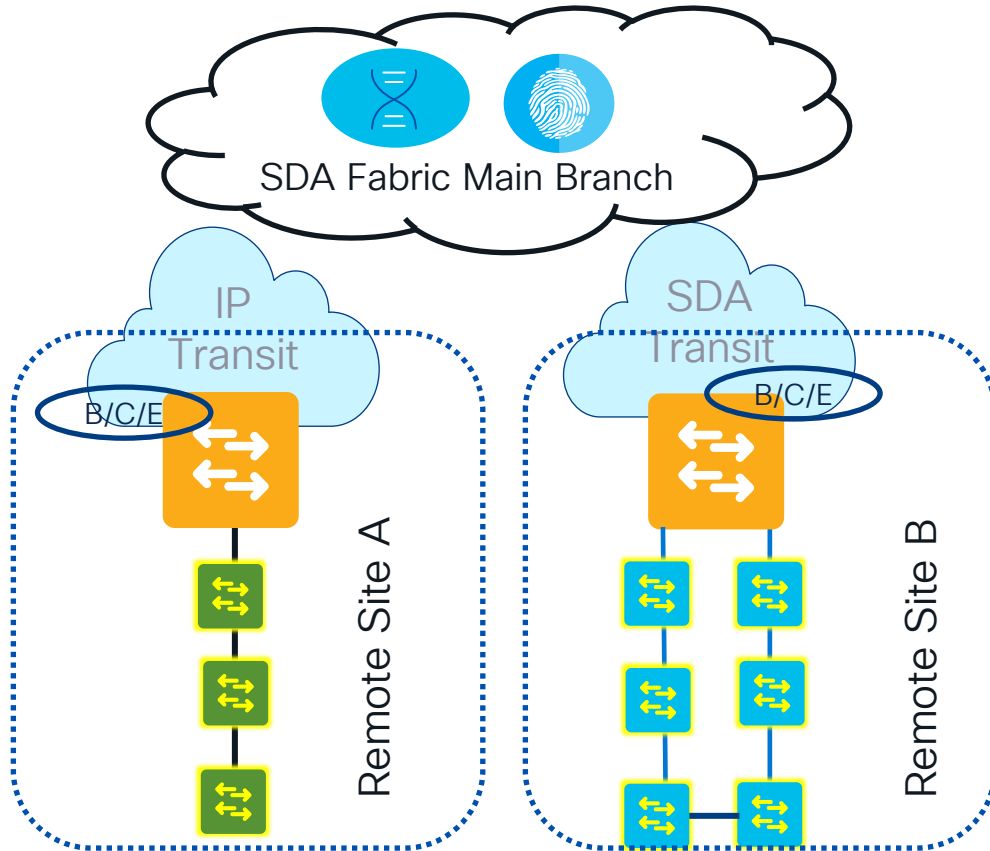 SDA Fabric Main Branch
IP
Transit
SDA
Transit
B/C/E
B/C/E
Remote Site A
Remote Site B